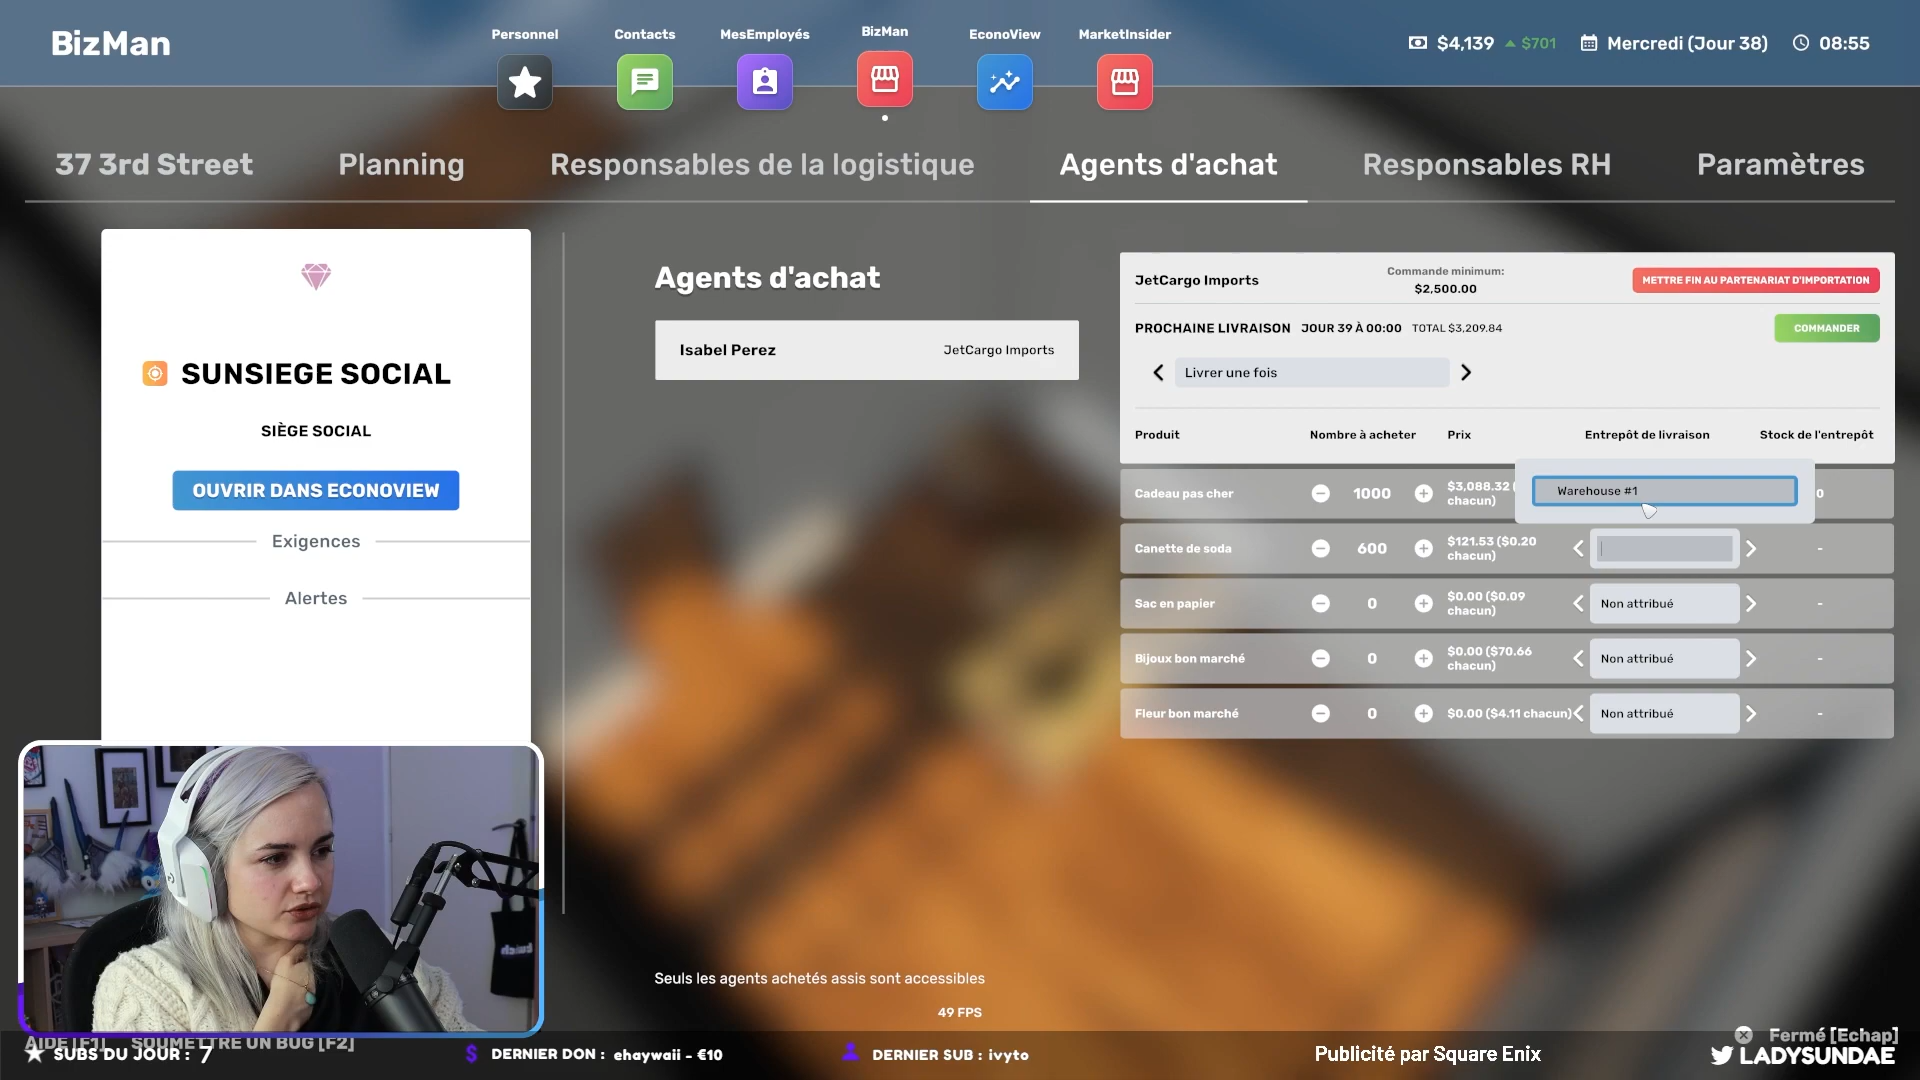 BizMan
Personnel
Contacts
MesEmployés
BizMan
EconoView
MarketInsider
$4,139 $701
Mercredi (Jour 38)
08:55
37 3rd Street
Planning
Responsables de la logistique
Agents d'achat
Responsables RH
Paramètres
SUNSIEGE SOCIAL
SIÈGE SOCIAL
OUVRIR DANS ECONOVIEW
Exigences
Alertes
Agents d'achat
Isabel Perez JetCargo Imports
Seuls les agents achetés assis sont accessibles
49 FPS
JetCargo Imports
Commande minimum:
$2,500.00
METTRE FIN AU PARTENARIAT D'IMPORTATION
PROCHAINE LIVRAISON JOUR 39 À 00:00 TOTAL $3,209.84
COMMANDER
Livrer une fois
Produit Nombre à acheter Prix Entrepôt de livraison Stock de l'entrepôt
Cadeau pas cher 1000 $3,088.32 (
chacun)
Warehouse #1
0
Canette de soda 600 $121.53 ($0.20
chacun)
-
Sac en papier 0 $0.00 ($0.09
chacun)
Non attribué -
Bijoux bon marché 0 $0.00 ($70.66
chacun)
Non attribué -
Fleur bon marché 0 $0.00 ($4.11 chacun) Non attribué -
AIDE [F1] SOUMETTRE UN BUG [F2]
Fermé [Echap]
SUBS DU JOUR : 7
DERNIER DON : ehaywaii - €10
DERNIER SUB : ivyto
Publicité par Square Enix
LADYSUNDAE